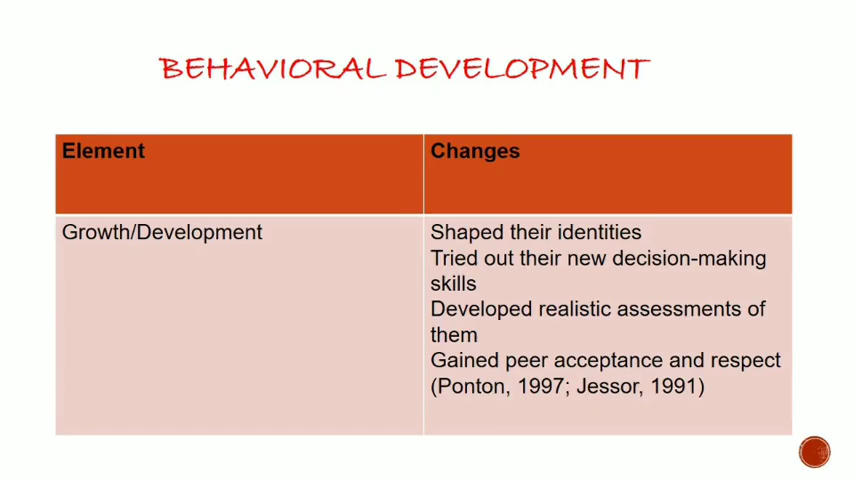 BEHAVIORAL DEVELOPMENT
Element
Changes
Growth/Development
Shaped their identities
Tried out their new decision-making
skills
Developed realistic assessments of
them
Gained peer acceptance and respect
(Ponton, 1997; Jessor, 1991)